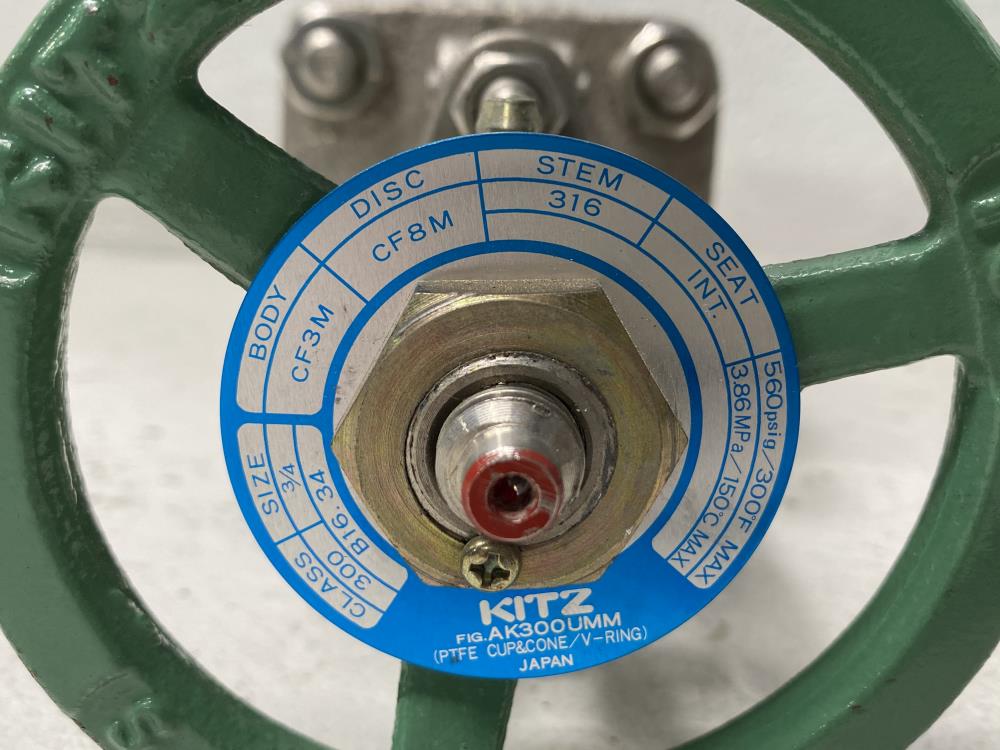 BODY
CF3M
DISC
CF8M
STEM
316
SEAT
INT.
560psig/300°F MAX
3.86MPa/150°C MAX
SIZE
3/4
CLASS
300
B16.34
KITZ
FIG.AK300UMM
(PTFE CUP&CONE/V-RING)
JAPAN